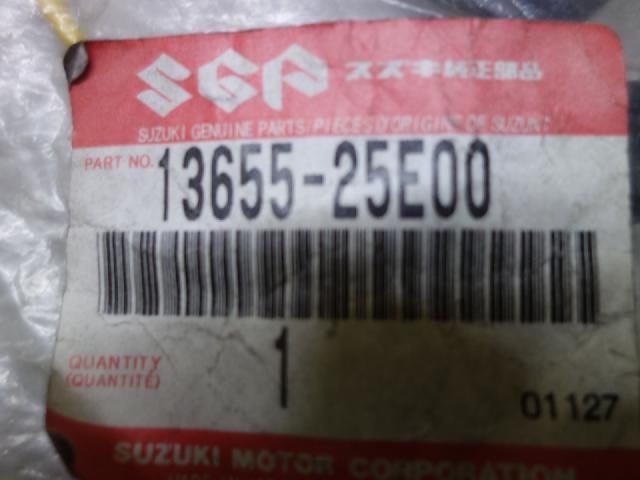 SGP スズキ純正部品
SUZUKI GENUINE PARTS/PIECES D'ORIGINE DE SUZUKI
PART NO. 13655-25E00
QUANTITY 1
(QUANTITÉ)
01127
SUZUKI MOTOR CORPORATION